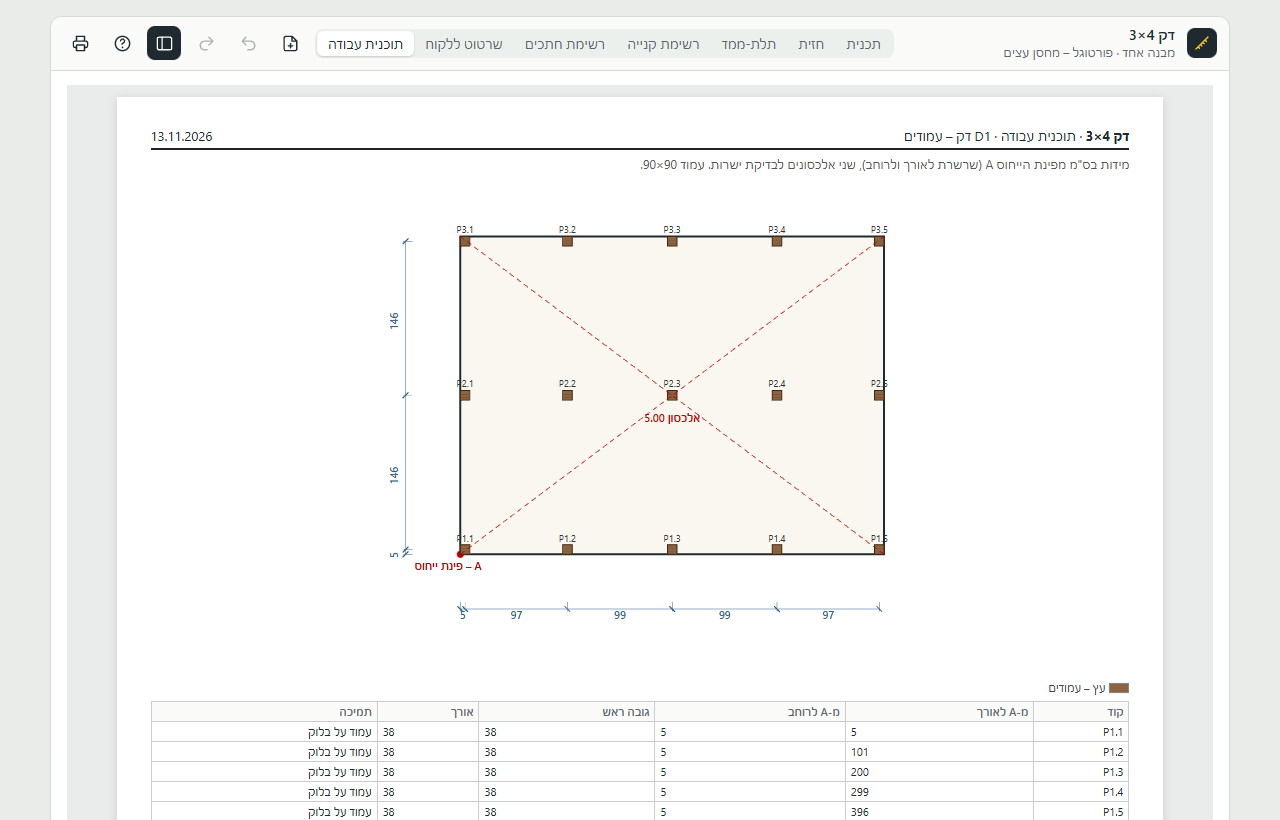 דק 3×4
מבנה אחד · פורטוגל – מחסן עצים
תכנית
חזית
תלת-ממד
רשימת קנייה
רשימת חתכים
שרטוט ללקוח
תוכנית עבודה
דק 3×4 · תוכנית עבודה · D1 דק – עמודים
13.11.2026
מידות בס"מ מפינת הייחוס A (שרשרת לאורך ולרוחב), שני אלכסונים לבדיקת ישרות. עמוד 90×90.
P3.1 P3.2 P3.3 P3.4 P3.5
146
P2.1 P2.2 P2.3 P2.4 P2.5
אלכסון 5.00
146
P1.1 P1.2 P1.3 P1.4 P1.5
5
A – פינת ייחוס
5 97 99 99 97
עץ – עמודים
קוד מ-A לאורך מ-A לרוחב גובה ראש אורך תמיכה
P1.1 5 5 38 38 עמוד על בלוק
P1.2 101 5 38 38 עמוד על בלוק
P1.3 200 5 38 38 עמוד על בלוק
P1.4 299 5 38 38 עמוד על בלוק
P1.5 396 5 38 38 עמוד על בלוק